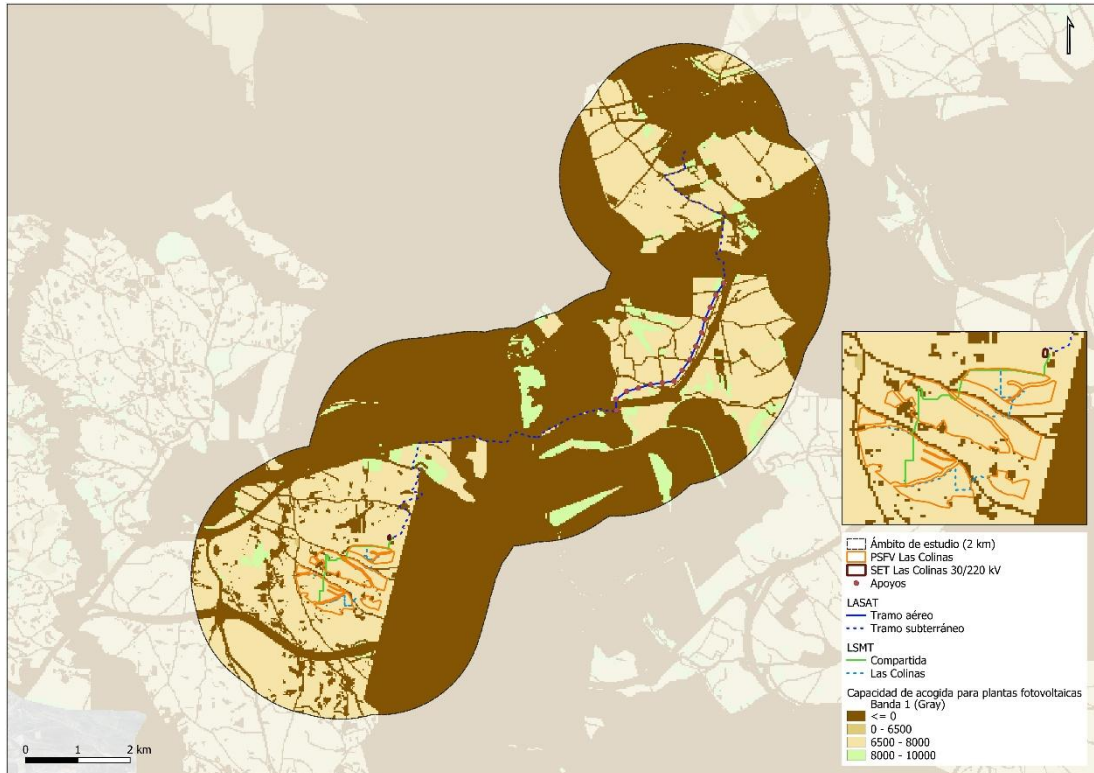 Ámbito de estudio (2 km)
PSFV Las Colinas
SET Las Colinas 30/220 kV
Apoyos
LASAT
Tramo aéreo
Tramo subterráneo
LSMT
Compartida
Las Colinas
Capacidad de acogida para plantas fotovoltaicas
Banda 1 (Gray)
<= 0
0 - 6500
6500 - 8000
8000 - 10000
0 1 2 km